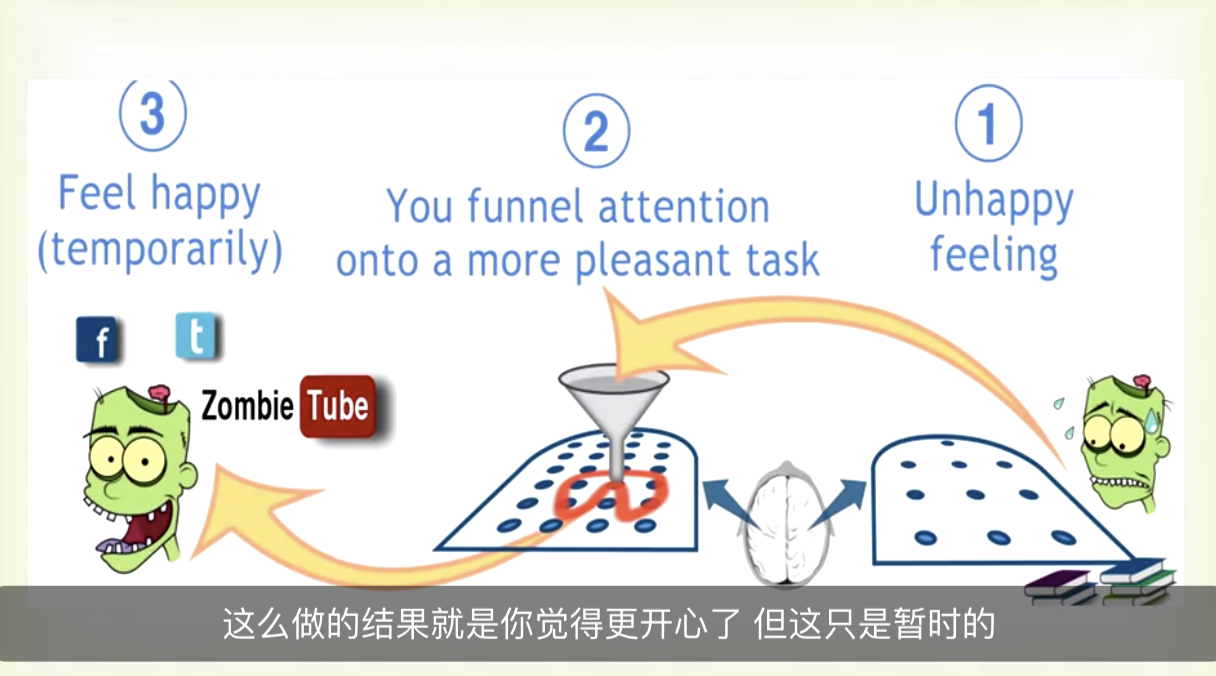 3
Feel happy
(temporarily)
2
You funnel attention
onto a more pleasant task
1
Unhappy
feeling
f
t
Zombie Tube
这么做的结果就是你觉得更开心了 但这只是暂时的